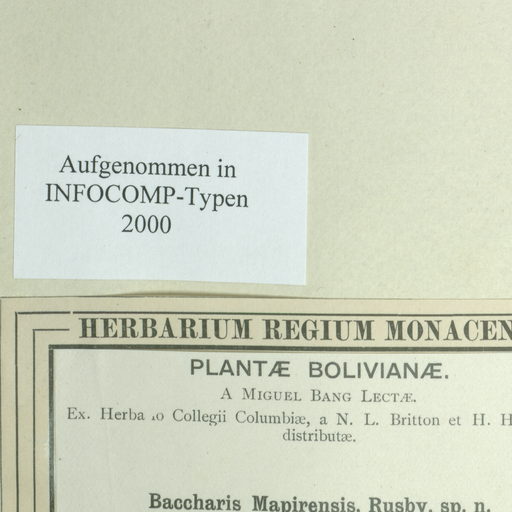 Aufgenommen in
INFOCOMP-Typen
2000
HERBARIUM REGIUM MONACEN
PLANTÆ BOLIVIANÆ.
A MIGUEL BANG LECTÆ.
Ex. Herba io Collegii Columbiæ, a N. L. Britton et H. H
distributæ.
Baccharis Mapirensis, Rusby, sp. n.